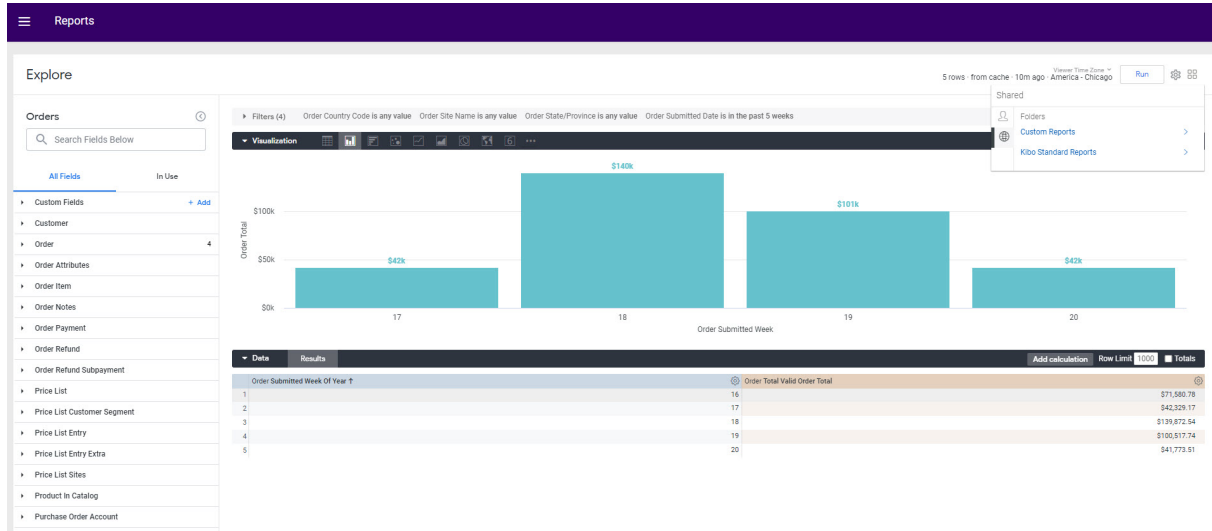 Reports
Explore
5 rows · from cache · 10m ago · Viewer Time Zone America - Chicago
Run
Shared
Folders
Custom Reports
Kibo Standard Reports
Orders
Search Fields Below
All Fields In Use
Custom Fields + Add
Customer
Order 4
Order Attributes
Order Item
Order Notes
Order Payment
Order Refund
Order Refund Subpayment
Price List
Price List Customer Segment
Price List Entry
Price List Entry Extra
Price List Sites
Product In Catalog
Purchase Order Account
Filters (4) Order Country Code is any value Order Site Name is any value Order State/Province is any value Order Submitted Date is in the past 5 weeks
Visualization 6 ...
$140k
$101k
$42k
$42k
$100k
$50k
$0k
Order Total
17 18 19 20
Order Submitted Week
Data Results Add calculation Row Limit 1000 Totals
Order Submitted Week Of Year ↑ Order Total Valid Order Total
1 16 $71,580.78
2 17 $42,329.17
3 18 $139,872.54
4 19 $100,517.74
5 20 $41,773.51